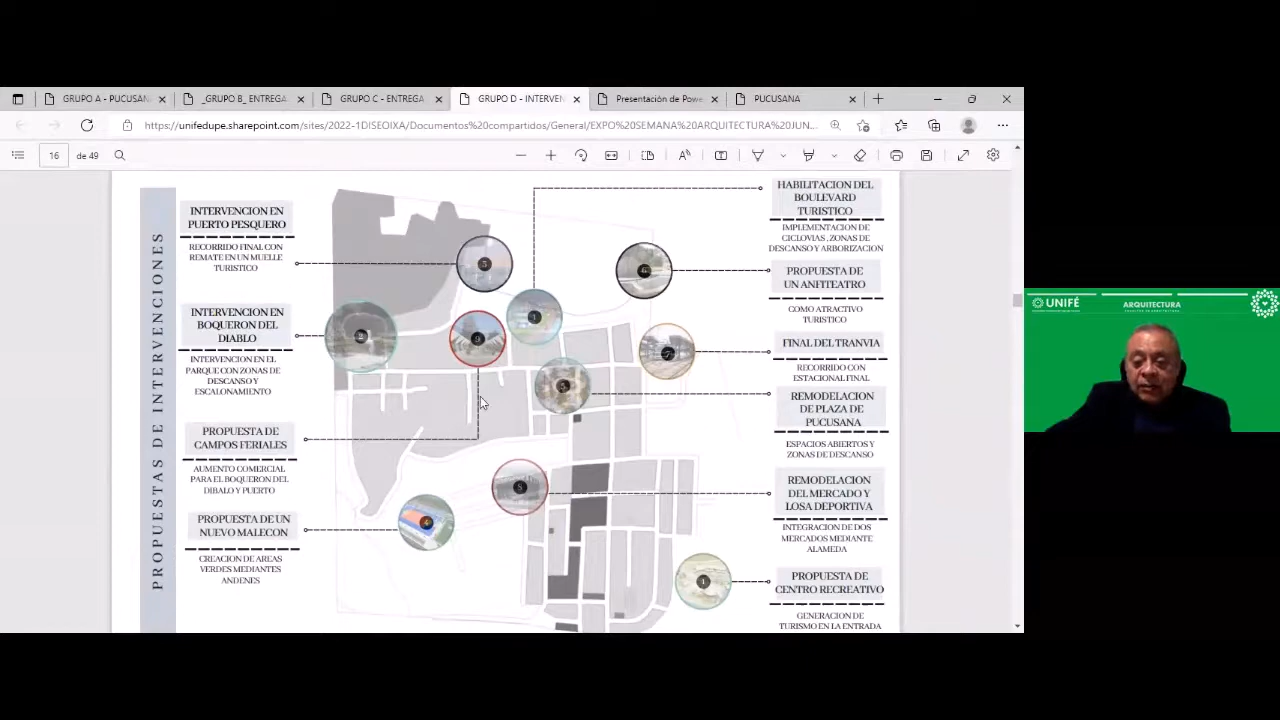 GRUPO A - PUCUSAN
_GRUPO B_ ENTREGA
GRUPO C - ENTREGA
GRUPO D - INTERVEN
Presentación de Powe
PUCUSANA
https://unifedupe.sharepoint.com/sites/2022-1DISEOIXA/Documentos%20compartidos/General/EXPO%20SEMANA%20ARQUITECTURA%20JUN...
16
de 49
PROPUESTAS DE INTERVENCIONES
INTERVENCION EN
PUERTO PESQUERO
RECORRIDO FINAL CON
REMATE EN UN MUELLE
TURISTICO
INTERVENCION EN
BOQUERON DEL
DIABLO
INTERVENCION EN EL
PARQUE CON ZONAS DE
DESCANSO Y
ESCALONAMIENTO
PROPUESTA DE
CAMPOS FERIALES
AUMENTO COMERCIAL
PARA EL BOQUERON DEL
DIBALO Y PUERTO
PROPUESTA DE UN
NUEVO MALECON
CREACION DE AREAS
VERDES MEDIANTES
ANDENES
HABILITACION DEL
BOULEVARD
TURISTICO
IMPLEMENTACION DE
CICLOVIAS , ZONAS DE
DESCANSO Y ARBORIZACION
PROPUESTA DE
UN ANFITEATRO
COMO ATRACTIVO
TURISTICO
FINAL DEL TRANVIA
RECORRIDO CON
ESTACIONAL FINAL
REMODELACION
DE PLAZA DE
PUCUSANA
ESPACIOS ABIERTOS Y
ZONAS DE DESCANSO
REMODELACION
DEL MERCADO Y
LOSA DEPORTIVA
INTEGRACION DE DOS
MERCADOS MEDIANTE
ALAMEDA
PROPUESTA DE
CENTRO RECREATIVO
GENERACION DE
TURISMO EN LA ENTRADA
UNIFÉ
ARQUITECTURA